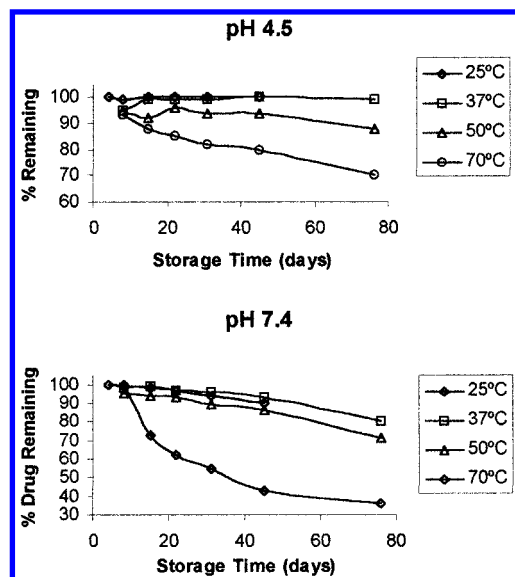 pH 4.5
100
90
80
70
60
% Remaining
0 20 40 60 80
Storage Time (days)
25ºC
37ºC
50ºC
70ºC
pH 7.4
100
90
80
70
60
50
40
30
% Drug Remaining
0 20 40 60 80
Storage Time (days)
25ºC
37ºC
50ºC
70ºC